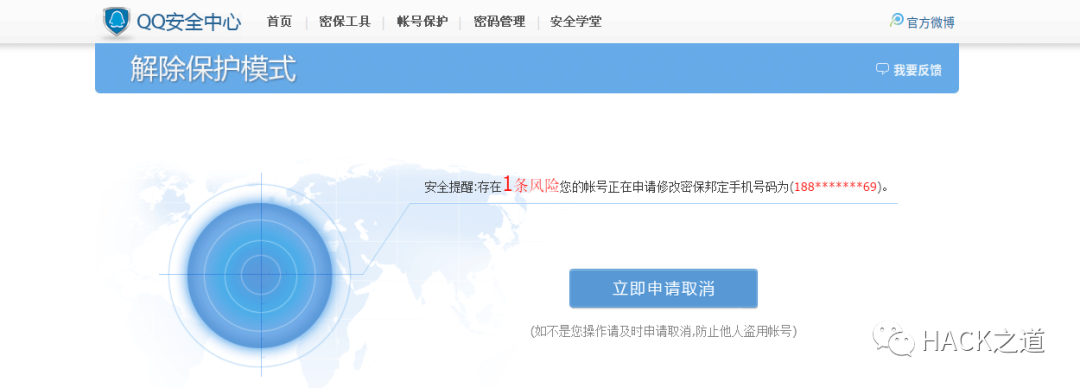 QQ安全中心 首页 密保工具 帐号保护 密码管理 安全学堂 官方微博
解除保护模式 我要反馈
安全提醒:存在1条风险您的帐号正在申请修改密保邦定手机号码为(188*******69)。
立即申请取消
(如不是您操作请及时申请取消,防止他人盗用帐号)
HACK之道